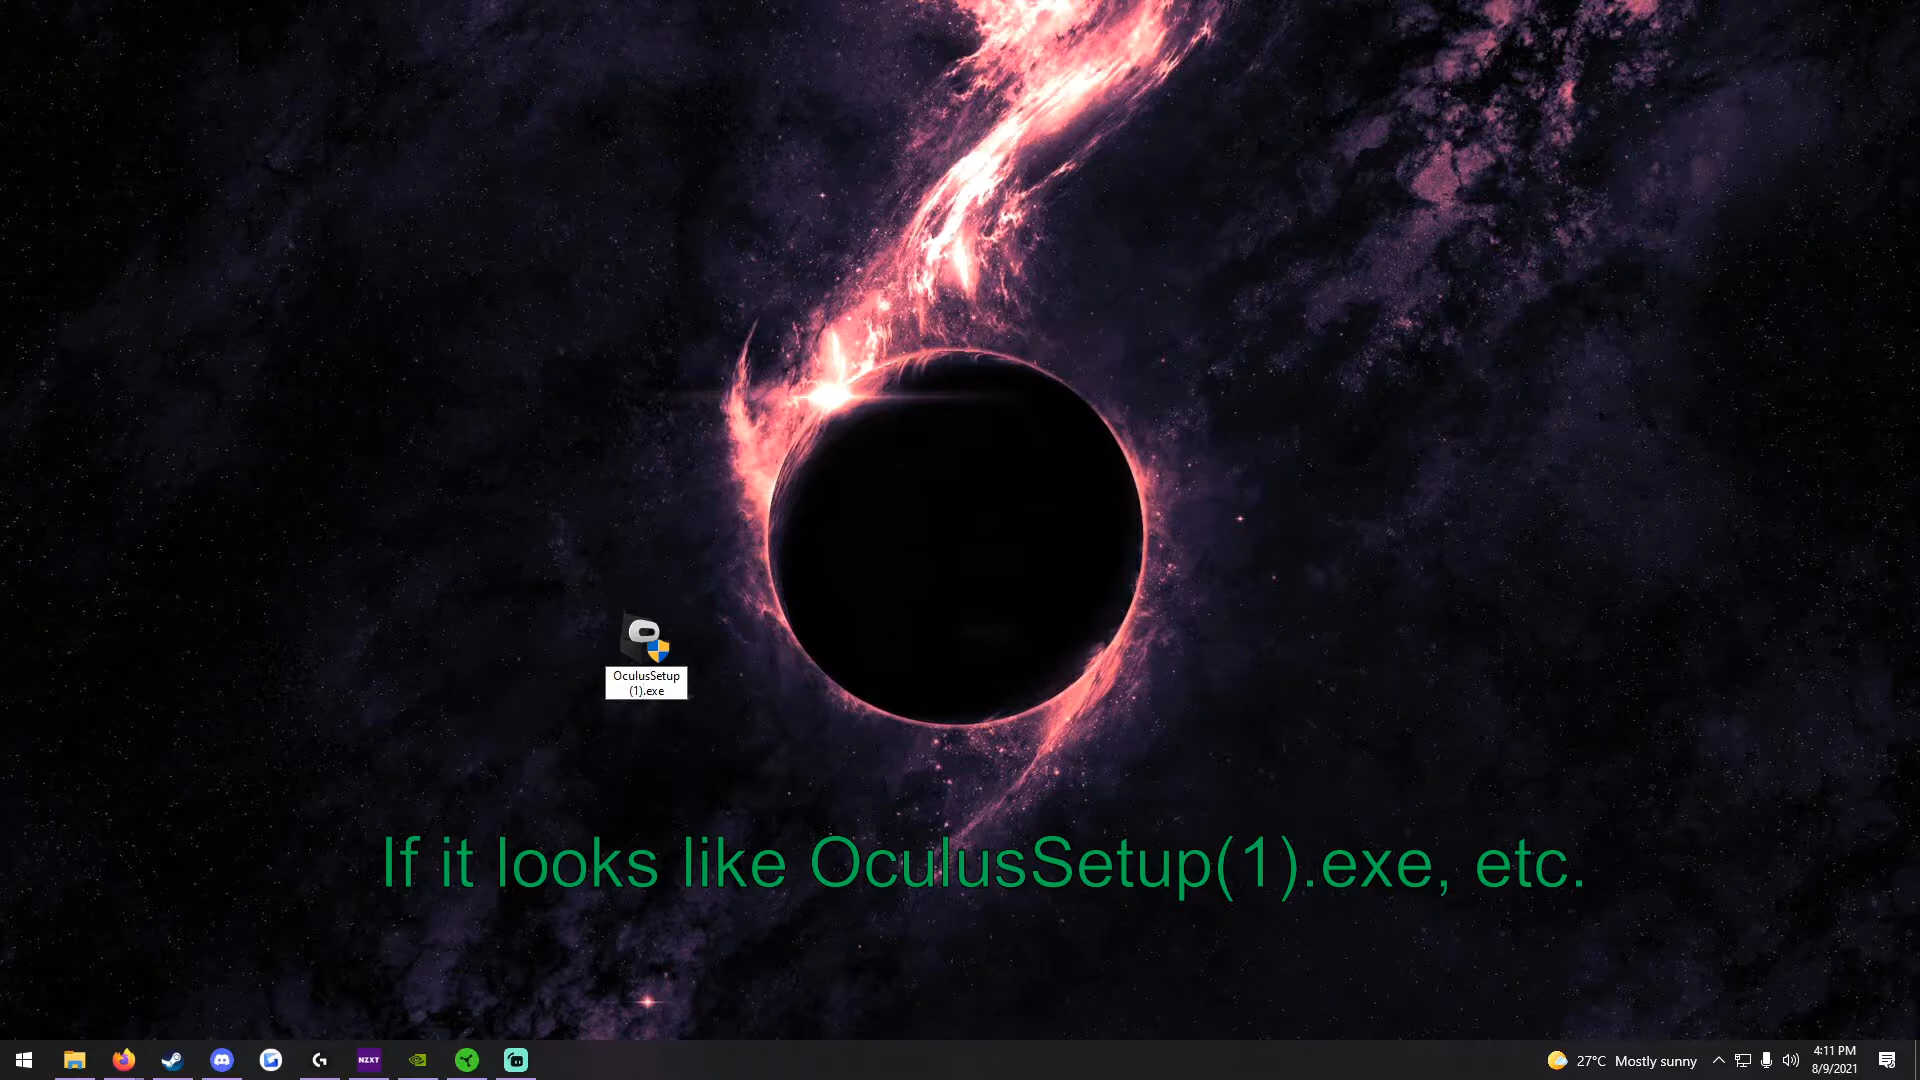 OculusSetup
(1).exe
If it looks like OculusSetup(1).exe, etc.
NZXT
27°C Mostly sunny
4:11 PM
8/9/2021